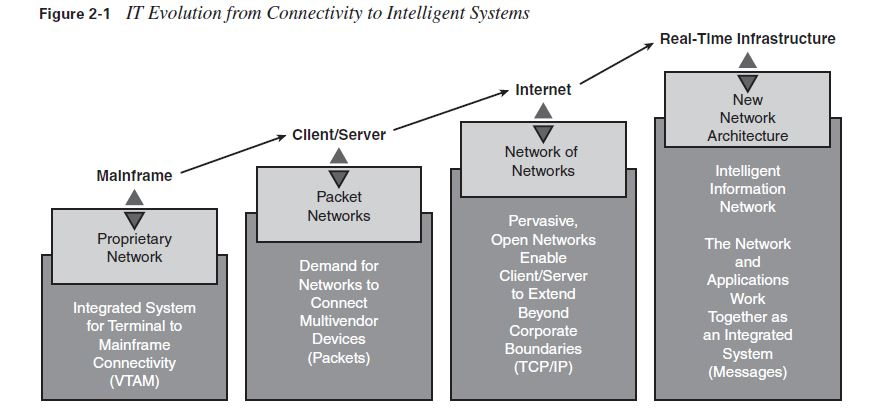 Figure 2-1 IT Evolution from Connectivity to Intelligent Systems
Mainframe
Proprietary
Network
Integrated System
for Terminal to
Mainframe
Connectivity
(VTAM)
Client/Server
Packet
Networks
Demand for
Networks to
Connect
Multivendor
Devices
(Packets)
Internet
Network of
Networks
Pervasive,
Open Networks
Enable
Client/Server
to Extend
Beyond
Corporate
Boundaries
(TCP/IP)
Real-Time Infrastructure
New
Network
Architecture
Intelligent
Information
Network
The Network
and
Applications
Work
Together as
an Integrated
System
(Messages)